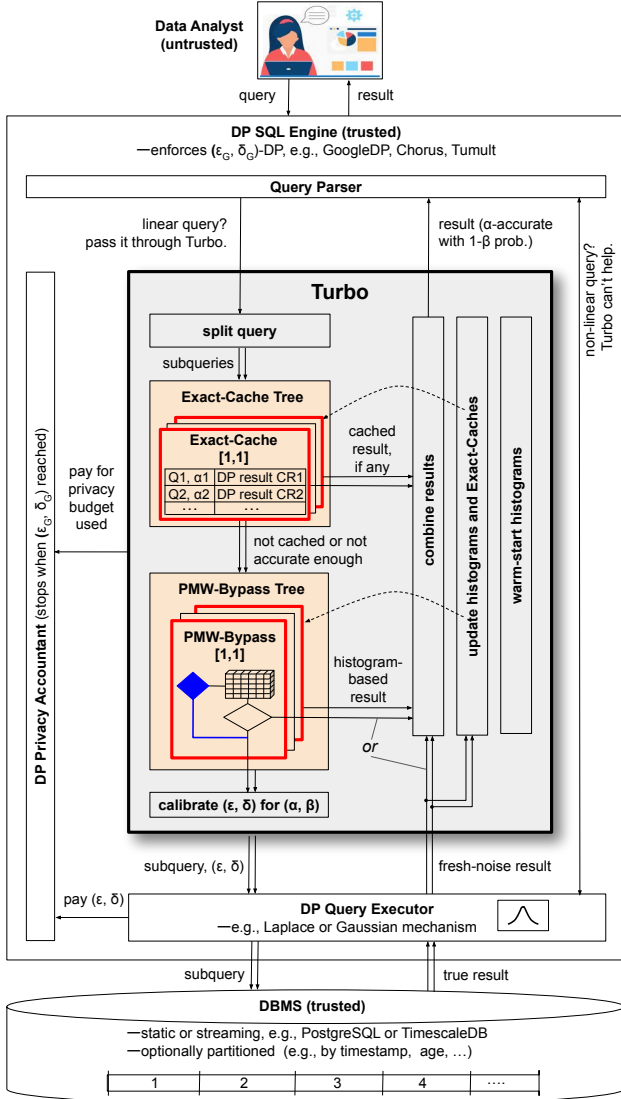 Data Analyst
(untrusted)
query
result
DP SQL Engine (trusted)
—enforces (ε_G, δ_G)-DP, e.g., GoogleDP, Chorus, Tumult
Query Parser
linear query?
pass it through Turbo.
result (α-accurate
with 1-β prob.)
non-linear query?
Turbo can't help.
Turbo
split query
subqueries
Exact-Cache Tree
Exact-Cache
[1,1]
Q1, α1 DP result CR1
Q2, α2 DP result CR2
... ...
cached
result,
if any
pay for
privacy
budget
used
DP Privacy Accountant (stops when (ε_G, δ_G) reached)
not cached or not
accurate enough
PMW-Bypass Tree
PMW-Bypass
[1,1]
histogram-
based
result
or
combine results
update histograms and Exact-Caches
warm-start histograms
calibrate (ε, δ) for (α, β)
subquery, (ε, δ)
fresh-noise result
pay (ε, δ)
DP Query Executor
—e.g., Laplace or Gaussian mechanism
subquery
true result
DBMS (trusted)
—static or streaming, e.g., PostgreSQL or TimescaleDB
—optionally partitioned (e.g., by timestamp, age, ...)
1 2 3 4 ....